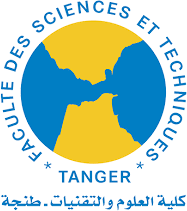 * FACULTE DES SCIENCES ET TECHNIQUES *
TANGER
كلية العلوم والتقنيات - طنجة